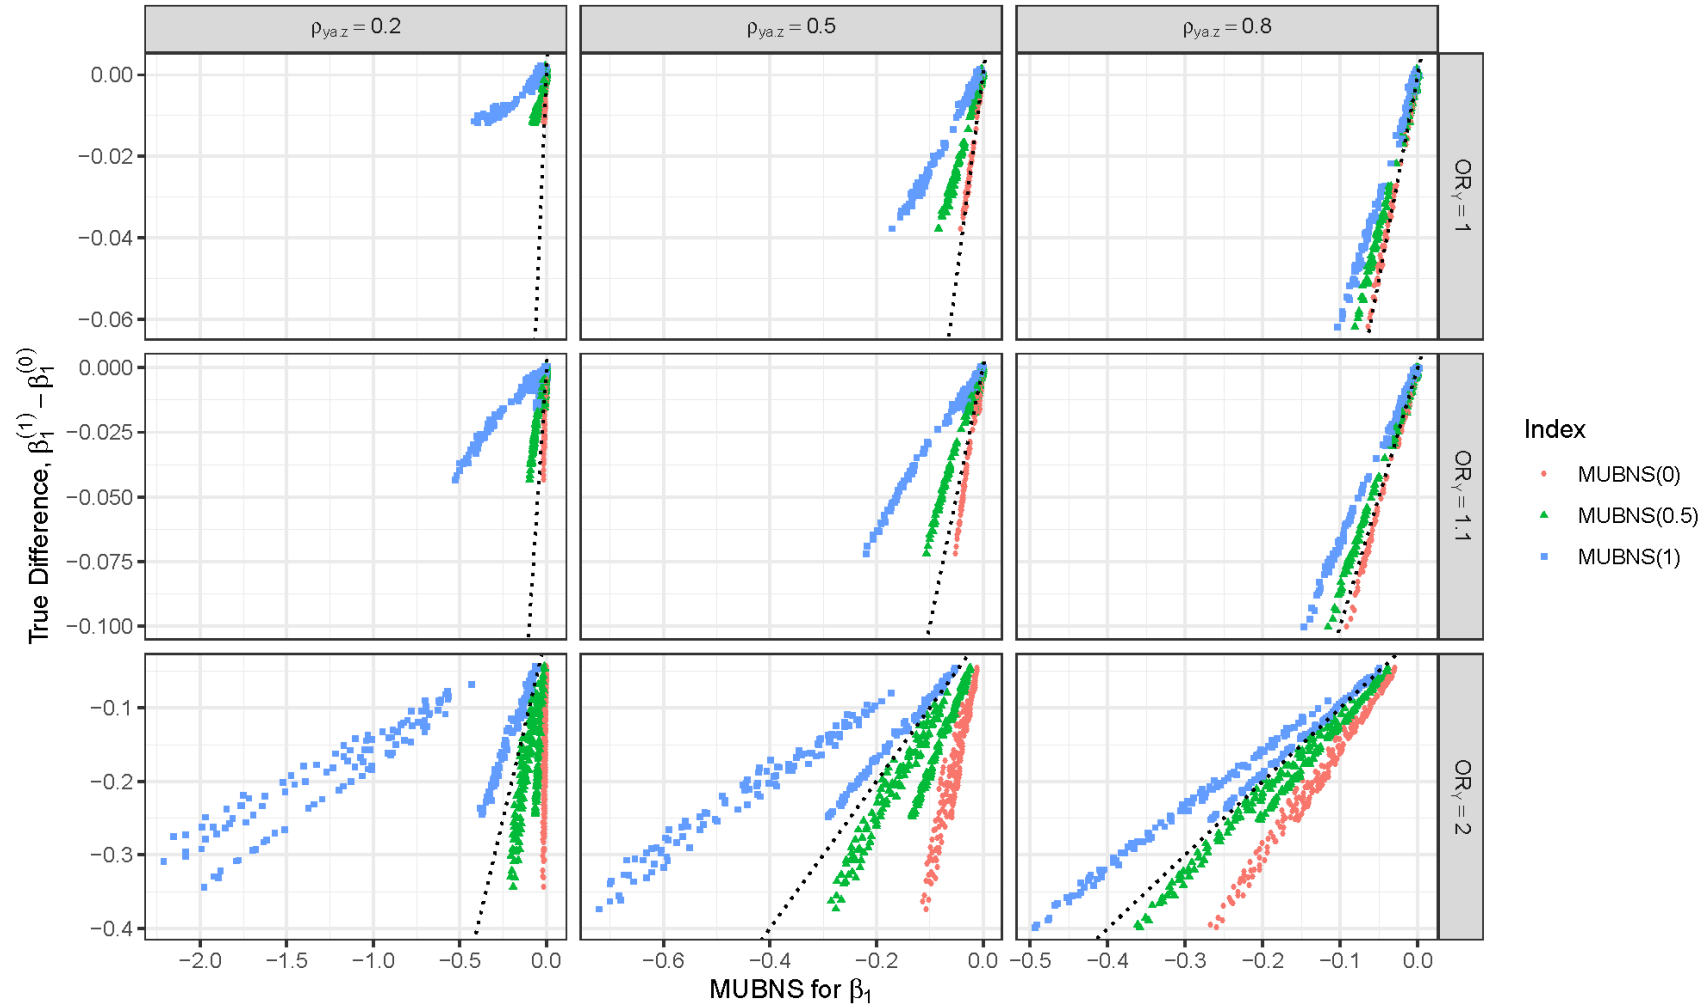 ρya.z = 0.2
ρya.z = 0.5
ρya.z = 0.8
0.00
−0.02
−0.04
−0.06
ORY = 1
0.000
−0.025
−0.050
−0.075
−0.100
ORY = 1.1
−0.1
−0.2
−0.3
−0.4
ORY = 2
−2.0 −1.5 −1.0 −0.5 0.0
−0.6 −0.4 −0.2 0.0
−0.5 −0.4 −0.3 −0.2 −0.1 0.0
MUBNS for β1
True Difference, β1(1) − β1(0)
Index
MUBNS(0)
MUBNS(0.5)
MUBNS(1)